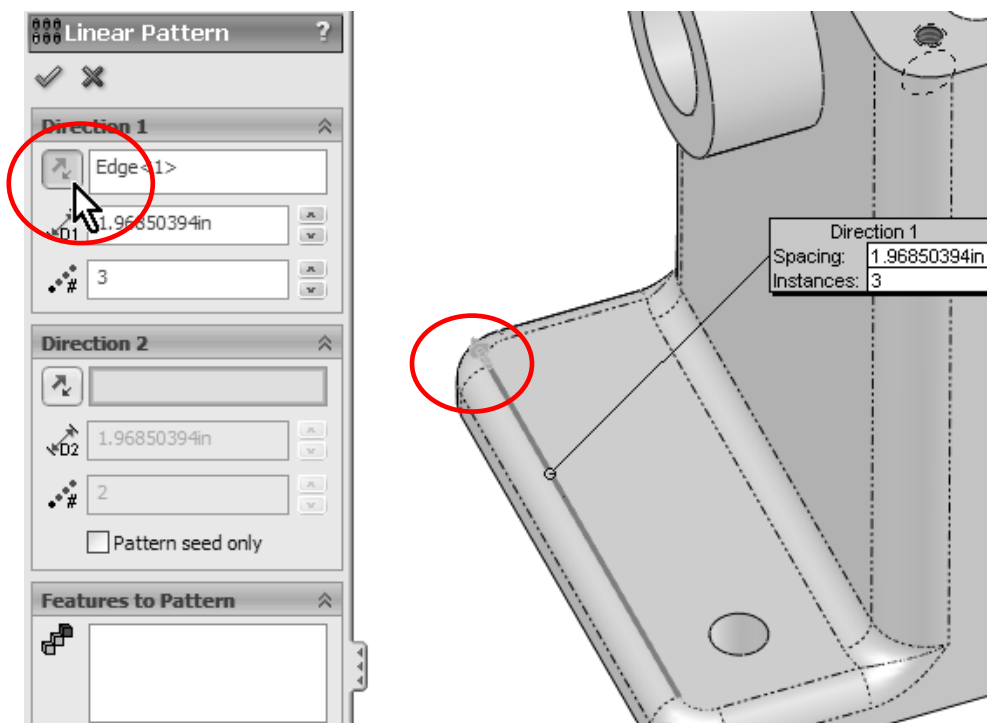 Linear Pattern ?
Direction 1
Edge<1>
D1 1.96850394in
# 3
Direction 2
D2 1.96850394in
# 2
Pattern seed only
Features to Pattern
Direction 1
Spacing: 1.96850394in
Instances: 3